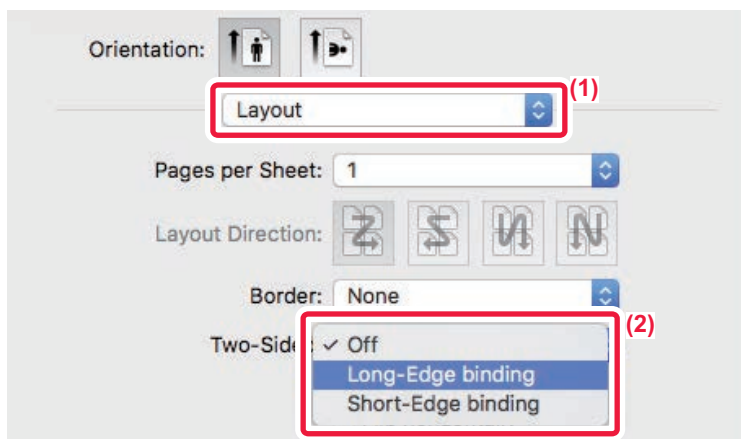 Orientation:
(1)
Layout
Pages per Sheet: 1
Layout Direction:
Border: None
(2)
Two-Side : ✓ Off
Long-Edge binding
Short-Edge binding